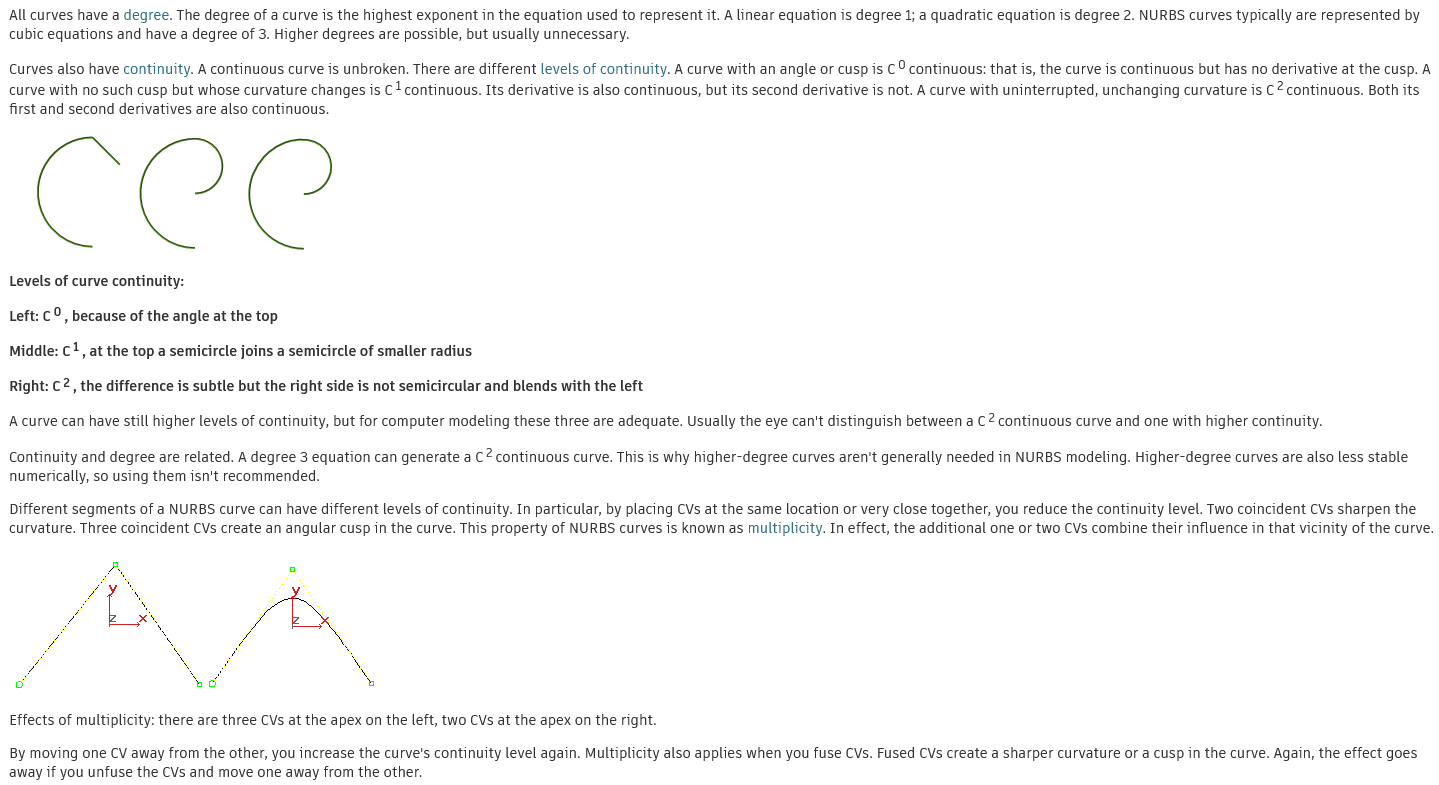 All curves have a degree. The degree of a curve is the highest exponent in the equation used to represent it. A linear equation is degree 1; a quadratic equation is degree 2. NURBS curves typically are represented by
cubic equations and have a degree of 3. Higher degrees are possible, but usually unnecessary.
Curves also have continuity. A continuous curve is unbroken. There are different levels of continuity. A curve with an angle or cusp is C 0 continuous: that is, the curve is continuous but has no derivative at the cusp. A
curve with no such cusp but whose curvature changes is C 1 continuous. Its derivative is also continuous, but its second derivative is not. A curve with uninterrupted, unchanging curvature is C 2 continuous. Both its
first and second derivatives are also continuous.
Levels of curve continuity:
Left: C 0 , because of the angle at the top
Middle: C 1 , at the top a semicircle joins a semicircle of smaller radius
Right: C 2 , the difference is subtle but the right side is not semicircular and blends with the left
A curve can have still higher levels of continuity, but for computer modeling these three are adequate. Usually the eye can't distinguish between a C 2 continuous curve and one with higher continuity.
Continuity and degree are related. A degree 3 equation can generate a C 2 continuous curve. This is why higher-degree curves aren't generally needed in NURBS modeling. Higher-degree curves are also less stable
numerically, so using them isn't recommended.
Different segments of a NURBS curve can have different levels of continuity. In particular, by placing CVs at the same location or very close together, you reduce the continuity level. Two coincident CVs sharpen the
curvature. Three coincident CVs create an angular cusp in the curve. This property of NURBS curves is known as multiplicity. In effect, the additional one or two CVs combine their influence in that vicinity of the curve.
y y
z x z x
Effects of multiplicity: there are three CVs at the apex on the left, two CVs at the apex on the right.
By moving one CV away from the other, you increase the curve's continuity level again. Multiplicity also applies when you fuse CVs. Fused CVs create a sharper curvature or a cusp in the curve. Again, the effect goes
away if you unfuse the CVs and move one away from the other.